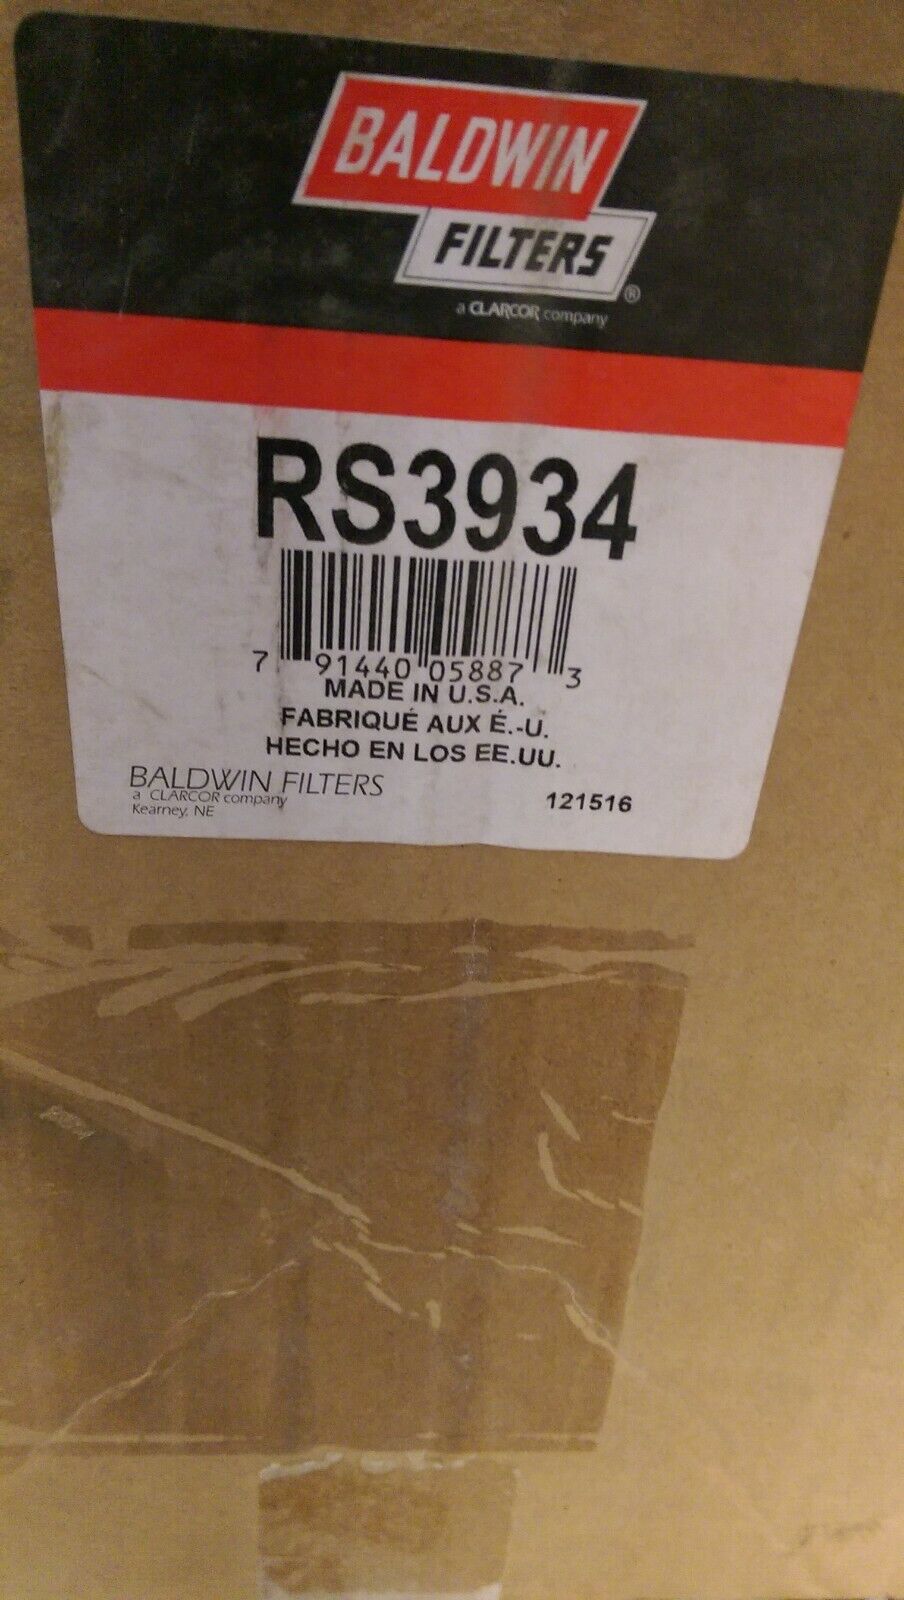 BALDWIN
FILTERS®
a CLARCOR company
RS3934
7 91440 05887 3
MADE IN U.S.A.
FABRIQUÉ AUX É.-U.
HECHO EN LOS EE.UU.
BALDWIN FILTERS
a CLARCOR company
Kearney, NE
121516